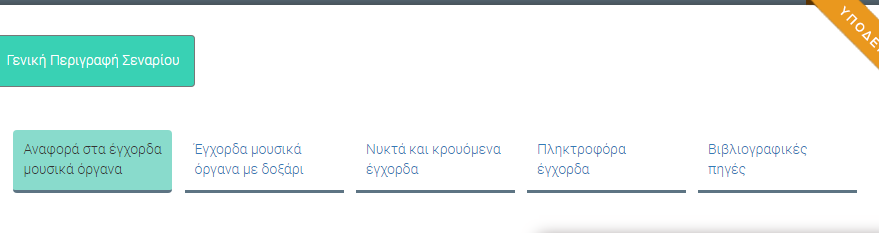 Γενική Περιγραφή Σεναρίου
Αναφορά στα έγχορδα
μουσικά όργανα
Έγχορδα μουσικά
όργανα με δοξάρι
Νυκτά και κρουόμενα
έγχορδα
Πληκτροφόρα
έγχορδα
Βιβλιογραφικές
πηγές